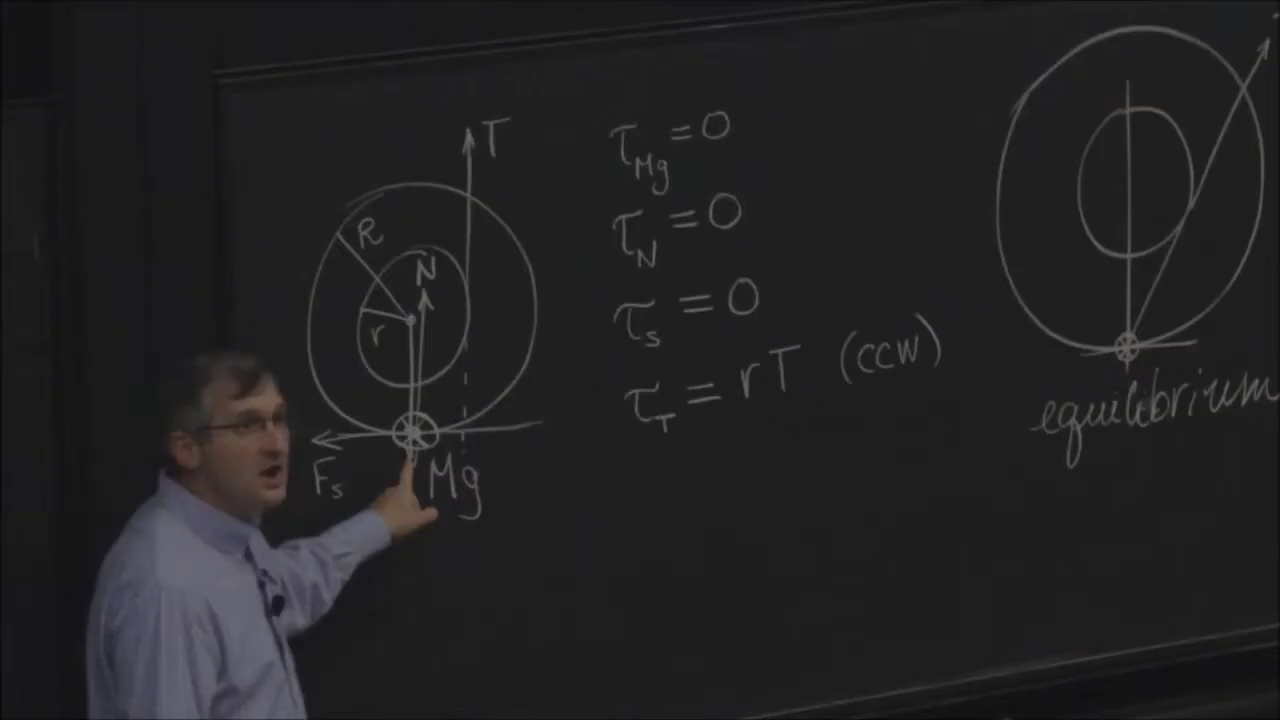 T
R
N
r
F_s
Mg
τ_Mg = 0
τ_N = 0
τ_s = 0
τ_T = rT (ccw)
equilibrium